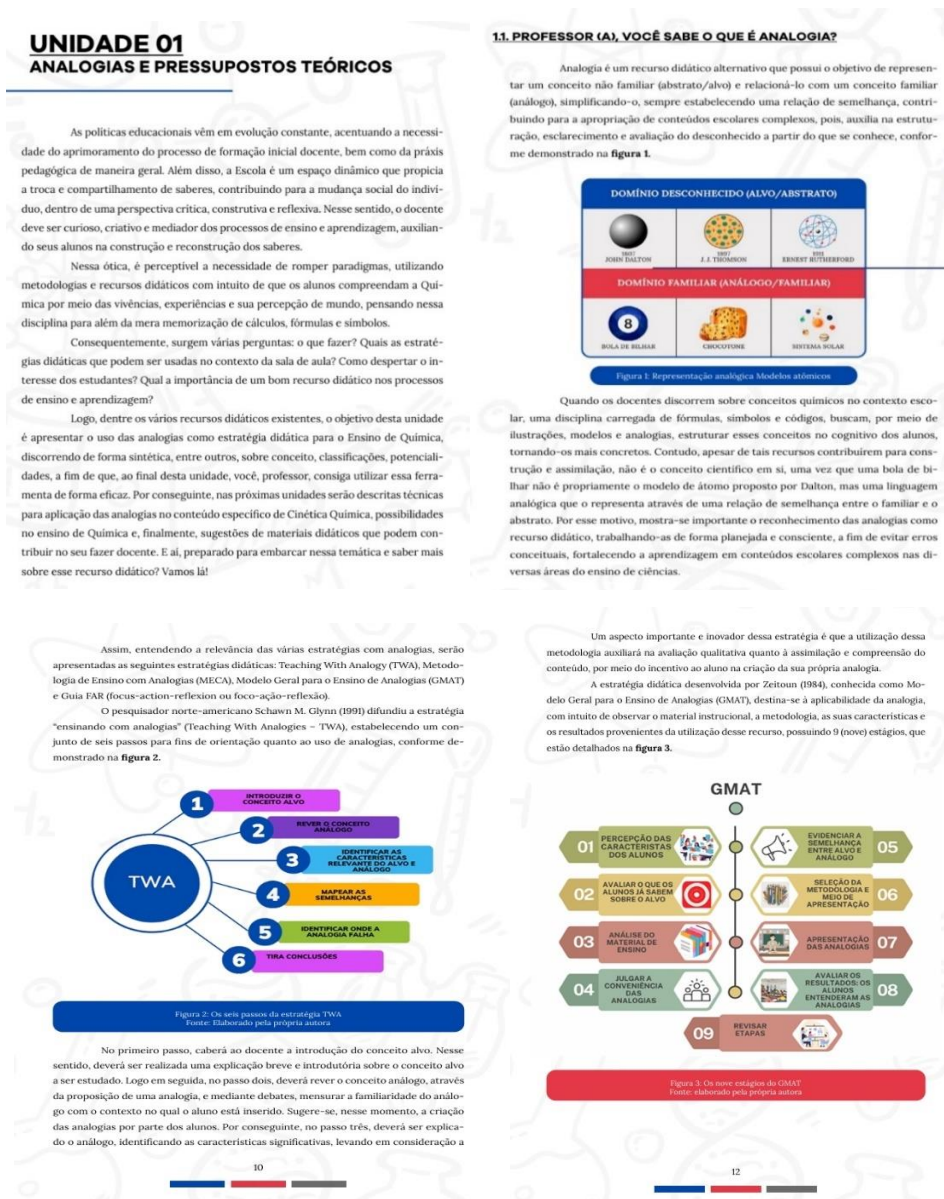 UNIDADE 01
ANALOGIAS E PRESSUPOSTOS TEÓRICOS
As políticas educacionais vêm em evolução constante, acentuando a necessi-
dade do aprimoramento do processo de formação inicial docente, bem como da práxis
pedagógica de maneira geral. Além disso, a Escola é um espaço dinâmico que propicia
a troca e compartilhamento de saberes, contribuindo para a mudança social do indiví-
duo, dentro de uma perspectiva crítica, construtiva e reflexiva. Nesse sentido, o docente
deve ser curioso, criativo e mediador dos processos de ensino e aprendizagem, auxilian-
do seus alunos na construção e reconstrução dos saberes.
Nessa ótica, é perceptível a necessidade de romper paradigmas, utilizando
metodologias e recursos didáticos com intuito de que os alunos compreendam a Quí-
mica por meio das vivências, experiências e sua percepção de mundo, pensando nessa
disciplina para além da mera memorização de cálculos, fórmulas e símbolos.
Consequentemente, surgem várias perguntas: o que fazer? Quais as estraté-
gias didáticas que podem ser usadas no contexto da sala de aula? Como despertar o in-
teresse dos estudantes? Qual a importância de um bom recurso didático nos processos
de ensino e aprendizagem?
Logo, dentre os vários recursos didáticos existentes, o objetivo desta unidade
é apresentar o uso das analogias como estratégia didática para o Ensino de Química,
discorrendo de forma sintética, entre outros, sobre conceito, classificações, potenciali-
dades, a fim de que, ao final desta unidade, você, professor, consiga utilizar essa ferra-
menta de forma eficaz. Por conseguinte, nas próximas unidades serão descritas técnicas
para aplicação das analogias no conteúdo específico de Cinética Química, possibilidades
no ensino de Química e, finalmente, sugestões de materiais didáticos que podem con-
tribuir no seu fazer docente. E aí, preparado para embarcar nessa temática e saber mais
sobre esse recurso didático? Vamos lá!
1.1. PROFESSOR (A), VOCÊ SABE O QUE É ANALOGIA?
Analogia é um recurso didático alternativo que possui o objetivo de represen-
tar um conceito não familiar (abstrato/alvo) e relacioná-lo com um conceito familiar
(análogo), simplificando-o, sempre estabelecendo uma relação de semelhança, contri-
buindo para a apropriação de conteúdos escolares complexos, pois, auxilia na estrutu-
ração, esclarecimento e avaliação do desconhecido a partir do que se conhece, confor-
me demonstrado na figura 1.
DOMÍNIO DESCONHECIDO (ALVO/ABSTRATO)
1807
JOHN DALTON
1897
J. J. THOMSON
1911
ERNEST RUTHERFORD
DOMÍNIO FAMILIAR (ANÁLOGO/FAMILIAR)
8
BOLA DE BILHAR
CHOCOTONE
SISTEMA SOLAR
Figura 1: Representação analógica Modelos atômicos
Quando os docentes discorrem sobre conceitos químicos no contexto esco-
lar, uma disciplina carregada de fórmulas, símbolos e códigos, buscam, por meio de
ilustrações, modelos e analogias, estruturar esses conceitos no cognitivo dos alunos,
tornando-os mais concretos. Contudo, apesar de tais recursos contribuírem para cons-
trução e assimilação, não é o conceito científico em si, uma vez que uma bola de bi-
lhar não é propriamente o modelo de átomo proposto por Dalton, mas uma linguagem
analógica que o representa através de uma relação de semelhança entre o familiar e o
abstrato. Por esse motivo, mostra-se importante o reconhecimento das analogias como
recurso didático, trabalhando-as de forma planejada e consciente, a fim de evitar erros
conceituais, fortalecendo a aprendizagem em conteúdos escolares complexos nas di-
versas áreas do ensino de ciências.
Assim, entendendo a relevância das várias estratégias com analogias, serão
apresentadas as seguintes estratégias didáticas: Teaching With Analogy (TWA), Metodo-
logia de Ensino com Analogias (MECA), Modelo Geral para o Ensino de Analogias (GMAT)
e Guia FAR (focus-action-reflexion ou foco-ação-reflexão).
O pesquisador norte-americano Schawn M. Glynn (1991) difundiu a estratégia
“ensinando com analogias” (Teaching With Analogies – TWA), estabelecendo um con-
junto de seis passos para fins de orientação quanto ao uso de analogias, conforme de-
monstrado na figura 2.
TWA
1
INTRODUZIR O
CONCEITO ALVO
2
REVER O CONCEITO
ANÁLOGO
3
IDENTIFICAR AS
CARACTERÍSTICAS
RELEVANTE DO ALVO E
ANÁLOGO
4
MAPEAR AS
SEMELHANÇAS
5
IDENTIFICAR ONDE A
ANALOGIA FALHA
6
TIRA CONCLUSÕES
Figura 2: Os seis passos da estratégia TWA
Fonte: Elaborado pela própria autora
No primeiro passo, caberá ao docente a introdução do conceito alvo. Nesse
sentido, deverá ser realizada uma explicação breve e introdutória sobre o conceito alvo
a ser estudado. Logo em seguida, no passo dois, deverá rever o conceito análogo, através
da proposição de uma analogia, e mediante debates, mensurar a familiaridade do análo-
go com o contexto no qual o aluno está inserido. Sugere-se, nesse momento, a criação
das analogias por parte dos alunos. Por conseguinte, no passo três, deverá ser explica-
do o análogo, identificando as características significativas, levando em consideração a
10
Um aspecto importante e inovador dessa estratégia é que a utilização dessa
metodologia auxiliará na avaliação qualitativa quanto à assimilação e compreensão do
conteúdo, por meio do incentivo ao aluno na criação da sua própria analogia.
A estratégia didática desenvolvida por Zeitoun (1984), conhecida como Mo-
delo Geral para o Ensino de Analogias (GMAT), destina-se à aplicabilidade da analogia,
com intuito de observar o material instrucional, a metodologia, as suas características e
os resultados provenientes da utilização desse recurso, possuindo 9 (nove) estágios, que
estão detalhados na figura 3.
GMAT
01
PERCEPÇÃO DAS
CARACTERÍSTAS
DOS ALUNOS
02
AVALIAR O QUE OS
ALUNOS JÁ SABEM
SOBRE O ALVO
03
ANÁLISE DO
MATERIAL DE
ENSINO
04
JULGAR A
CONVENIÊNCIA
DAS
ANALOGIAS
EVIDENCIAR A
SEMELHANÇA
ENTRE ALVO E
ANÁLOGO
05
SELEÇÃO DA
METODOLOGIA E
MEIO DE
APRESENTAÇÃO
06
APRESENTAÇÃO
DAS ANALOGIAS
07
AVALIAR OS
RESULTADOS: OS
ALUNOS
ENTENDERAM AS
ANALOGIAS
08
09
REVISAR
ETAPAS
Figura 3: Os nove estágios do GMAT
Fonte: elaborado pela própria autora
12